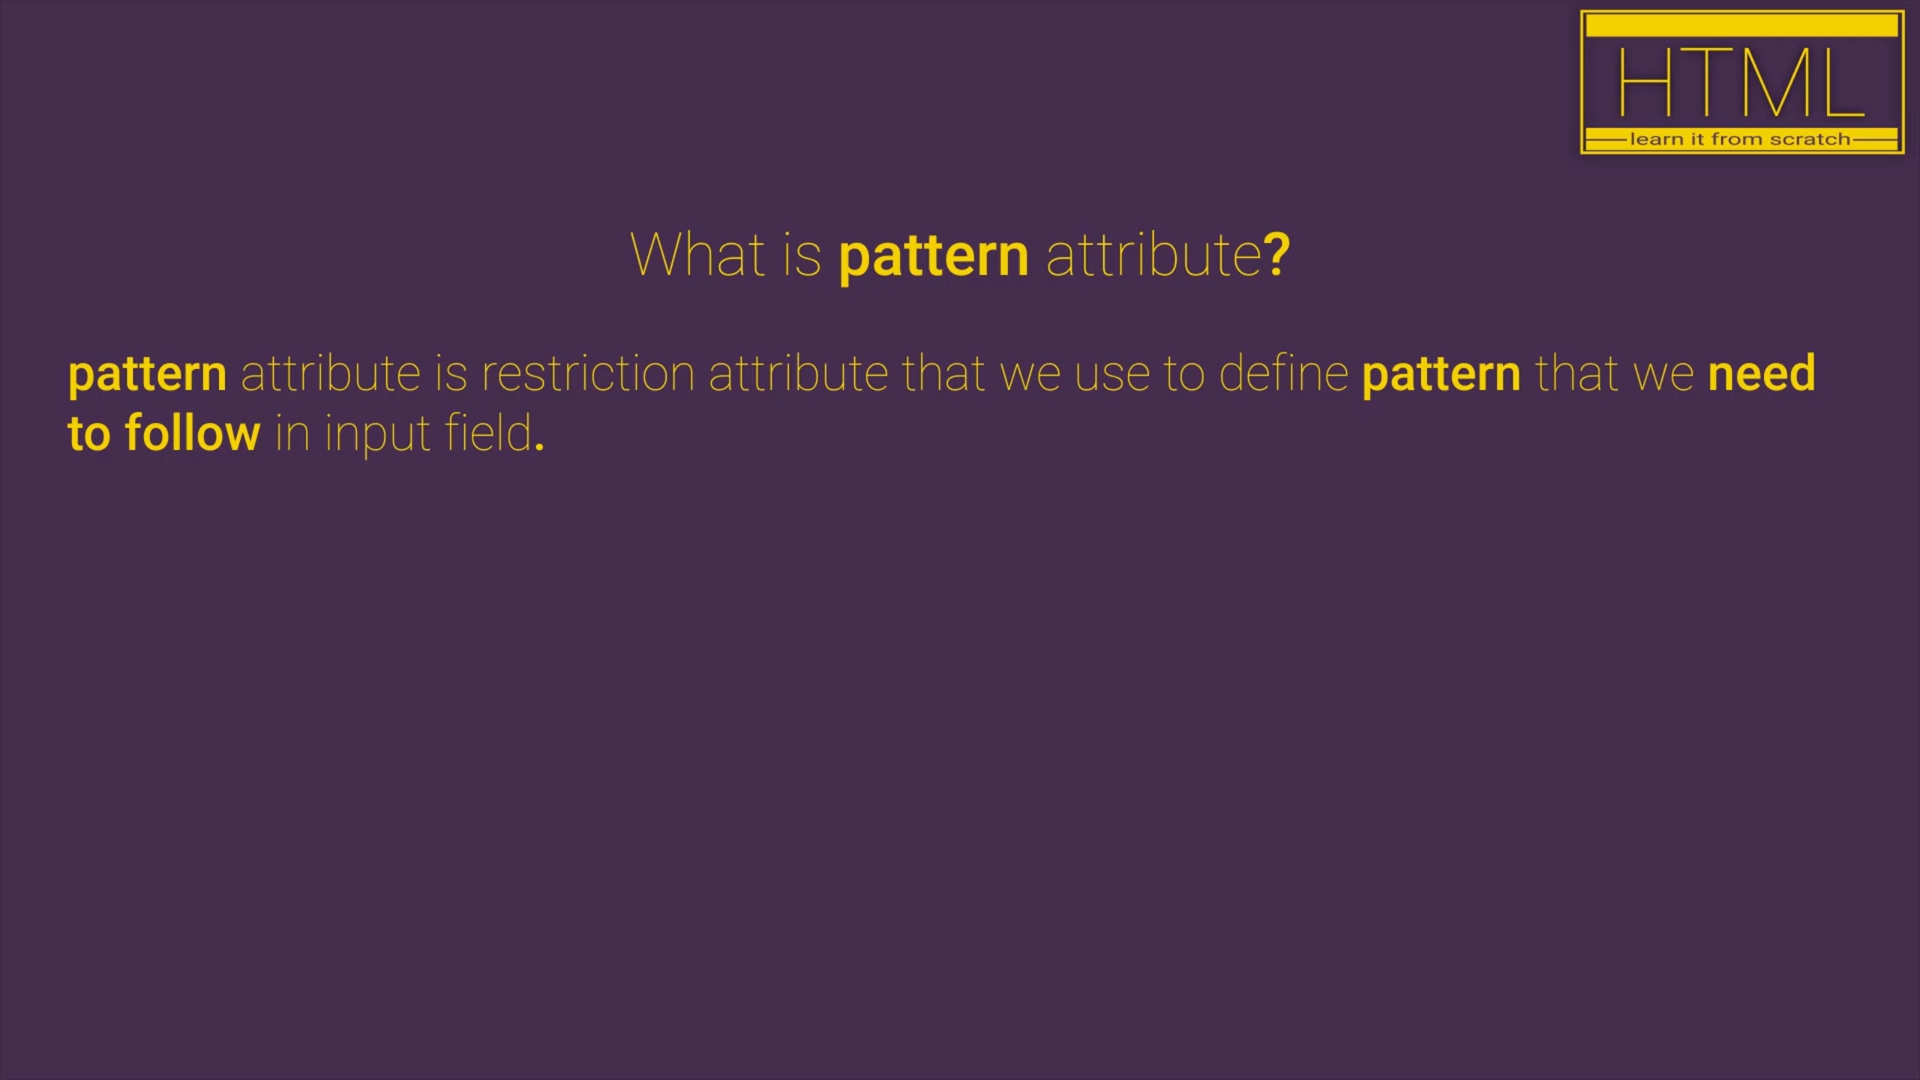 HTML
learn it from scratch
What is pattern attribute?
pattern attribute is restriction attribute that we use to define pattern that we need
to follow in input field.